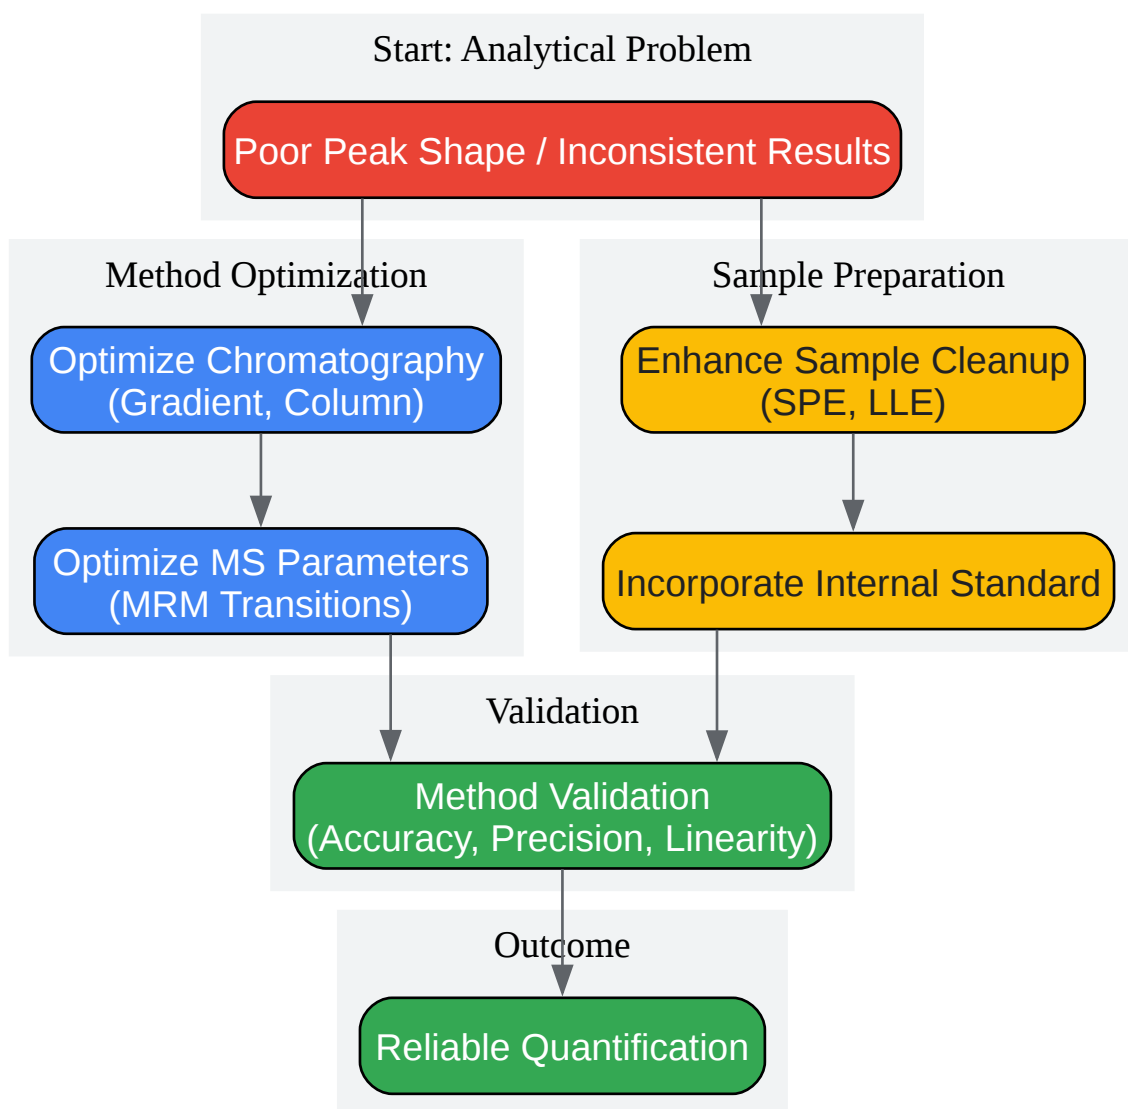 Start: Analytical Problem
Poor Peak Shape / Inconsistent Results
Method Optimization
Optimize Chromatography
(Gradient, Column)
Optimize MS Parameters
(MRM Transitions)
Sample Preparation
Enhance Sample Cleanup
(SPE, LLE)
Incorporate Internal Standard
Validation
Method Validation
(Accuracy, Precision, Linearity)
Outcome
Reliable Quantification